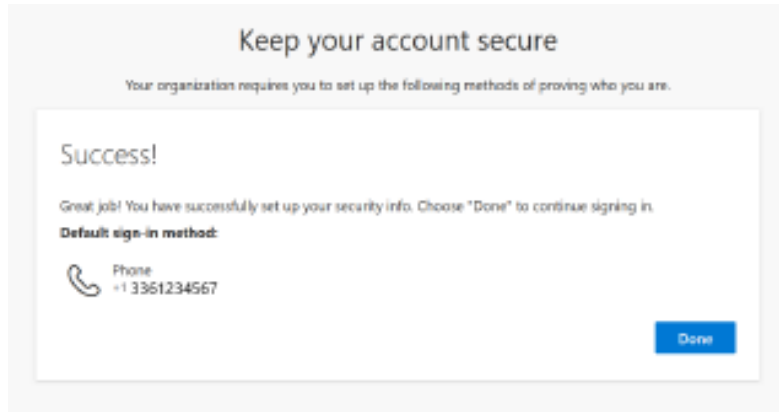 Keep your account secure
Your organization requires you to set up the following methods of proving who you are.
Success!
Great job! You have successfully set up your security info. Choose "Done" to continue signing in.
Default sign-in method:
Phone
+1 3361234567
Done